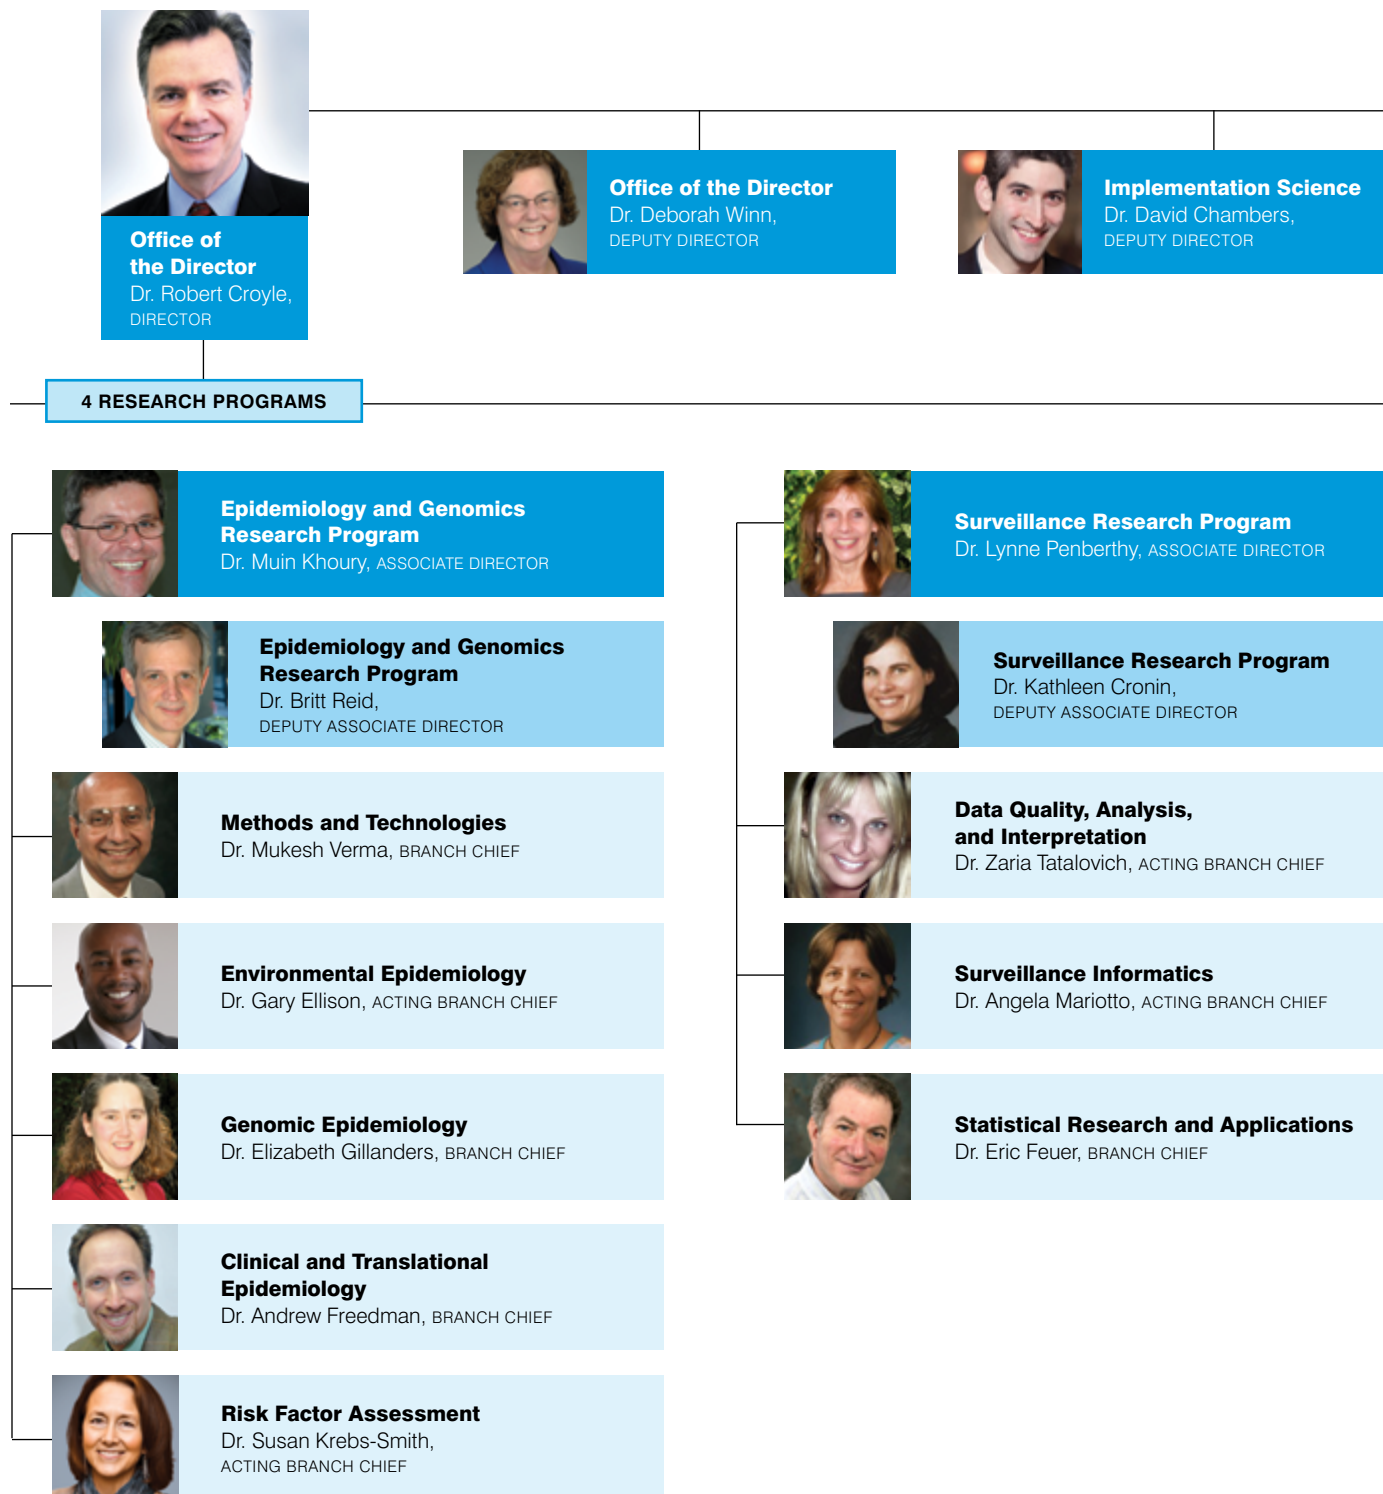 Office of
the Director
Dr. Robert Croyle,
DIRECTOR
Office of the Director
Dr. Deborah Winn,
DEPUTY DIRECTOR
Implementation Science
Dr. David Chambers,
DEPUTY DIRECTOR
4 RESEARCH PROGRAMS
Epidemiology and Genomics
Research Program
Dr. Muin Khoury, ASSOCIATE DIRECTOR
Epidemiology and Genomics
Research Program
Dr. Britt Reid,
DEPUTY ASSOCIATE DIRECTOR
Methods and Technologies
Dr. Mukesh Verma, BRANCH CHIEF
Environmental Epidemiology
Dr. Gary Ellison, ACTING BRANCH CHIEF
Genomic Epidemiology
Dr. Elizabeth Gillanders, BRANCH CHIEF
Clinical and Translational
Epidemiology
Dr. Andrew Freedman, BRANCH CHIEF
Risk Factor Assessment
Dr. Susan Krebs-Smith,
ACTING BRANCH CHIEF
Surveillance Research Program
Dr. Lynne Penberthy, ASSOCIATE DIRECTOR
Surveillance Research Program
Dr. Kathleen Cronin,
DEPUTY ASSOCIATE DIRECTOR
Data Quality, Analysis,
and Interpretation
Dr. Zaria Tatalovich, ACTING BRANCH CHIEF
Surveillance Informatics
Dr. Angela Mariotto, ACTING BRANCH CHIEF
Statistical Research and Applications
Dr. Eric Feuer, BRANCH CHIEF